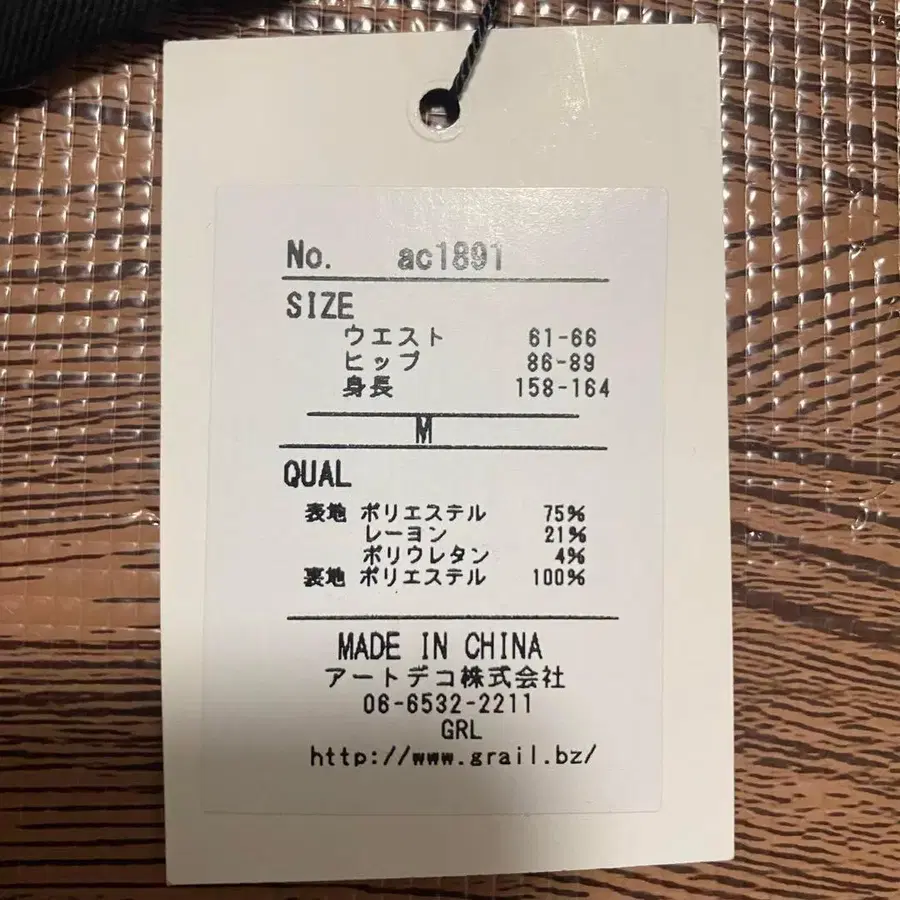 No. ac1891
SIZE
ウエスト 61-66
ヒップ 86-89
身長 158-164
M
QUAL
表地 ポリエステル 75%
レーヨン 21%
ポリウレタン 4%
裏地 ポリエステル 100%
MADE IN CHINA
アートデコ株式会社
06-6532-2211
GRL
http://www.grail.bz/